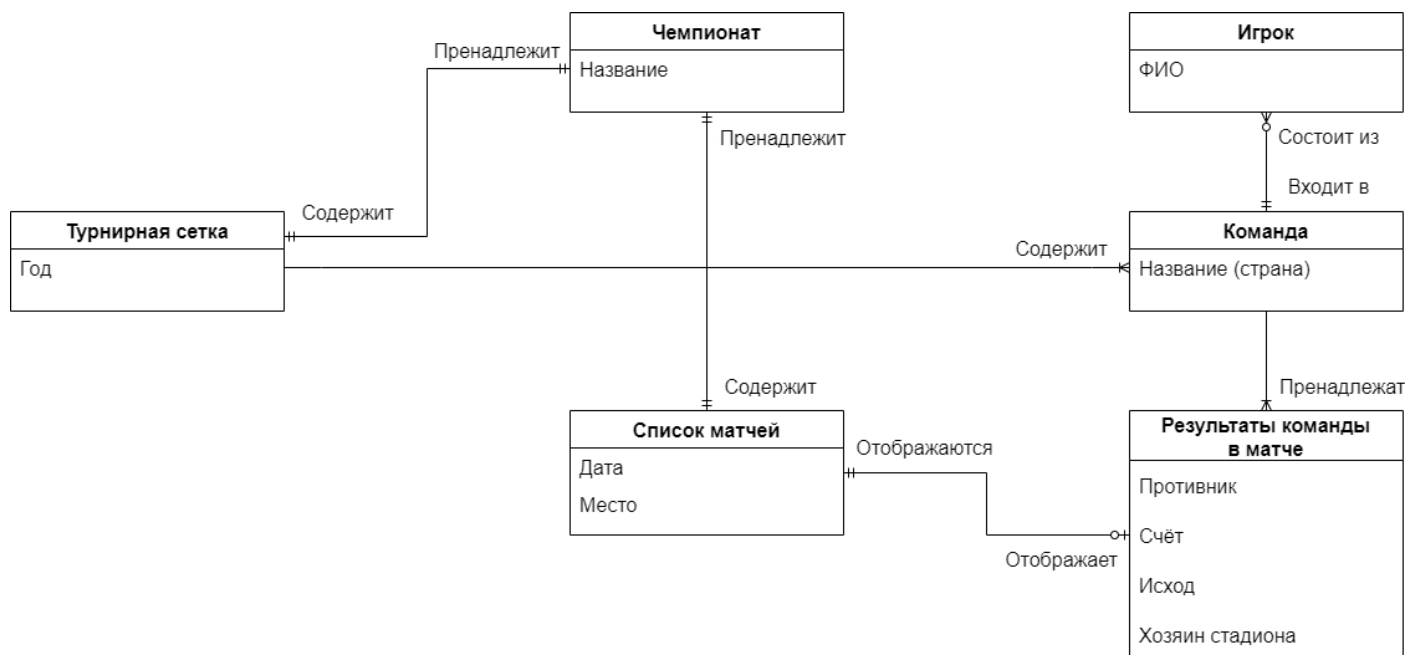 Чемпионат
Название
Игрок
ФИО
Пренадлежит
Пренадлежит
Состоит из
Входит в
Содержит
Турнирная сетка
Год
Содержит
Команда
Название (страна)
Содержит
Пренадлежат
Список матчей
Дата
Место
Отображаются
Отображает
Результаты команды
в матче
Противник
Счёт
Исход
Хозяин стадиона